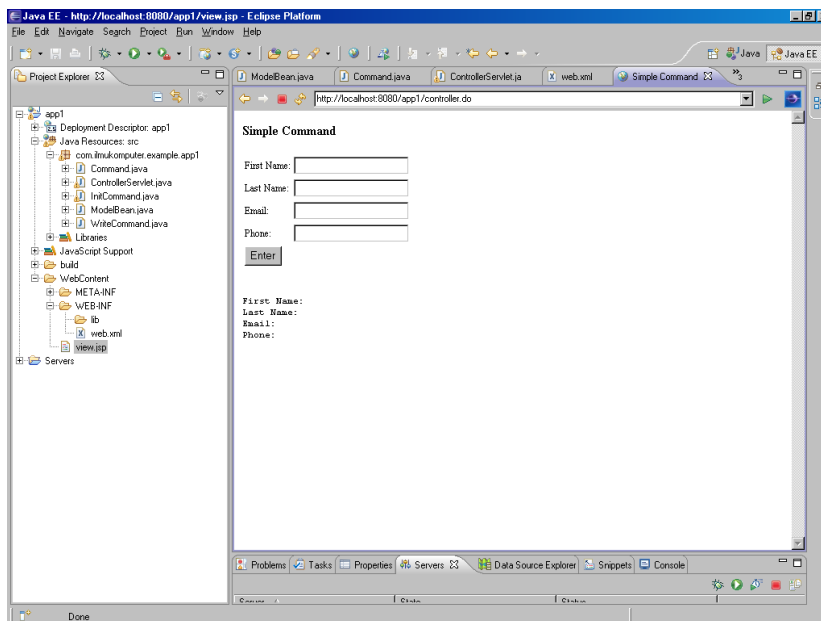 Java EE - http://localhost:8080/app1/view.jsp - Eclipse Platform
File Edit Navigate Search Project Run Window Help
Java Java EE
Project Explorer
ModelBean.java Command.java ControllerServlet.ja web.xml Simple Command 3
http://localhost:8080/app1/controller.do
app1
Deployment Descriptor: app1
Java Resources: src
com.ilmukomputer.example.app1
Command.java
ControllerServlet.java
InitCommand.java
ModelBean.java
WriteCommand.java
Libraries
JavaScript Support
build
WebContent
META-INF
WEB-INF
lib
web.xml
view.jsp
Servers
Simple Command
First Name:
Last Name:
Email:
Phone:
Enter
First Name:
Last Name:
Email:
Phone:
Problems Tasks Properties Servers Data Source Explorer Snippets Console
Server State Status
Done